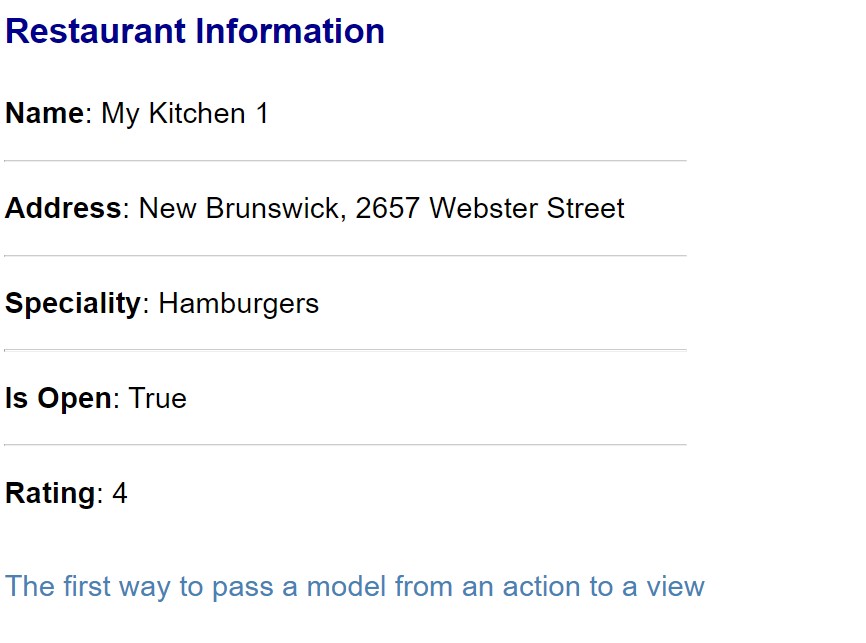 Restaurant Information
Name: My Kitchen 1
Address: New Brunswick, 2657 Webster Street
Speciality: Hamburgers
Is Open: True
Rating: 4
The first way to pass a model from an action to a view